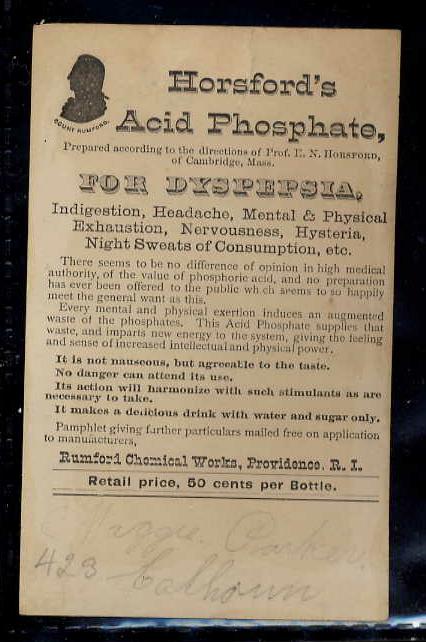 COUNT RUMFORD.
Horsford's
Acid Phosphate,
Prepared according to the directions of Prof. E. N. HORSFORD,
of Cambridge, Mass.
FOR DYSPEPSIA,
Indigestion, Headache, Mental & Physical
Exhaustion, Nervousness, Hysteria,
Night Sweats of Consumption, etc.
There seems to be no difference of opinion in high medical
authority, of the value of phosphoric acid, and no preparation
has ever been offered to the public wh ch seems to so happily
meet the general want as this.
Every mental and physical exertion induces an augmented
waste of the phosphates. This Acid Phosphate supplies that
waste, and imparts new energy to the system, giving the feeling
and sense of increased intellectual and physical power.
It is not nauseous, but agreeable to the taste.
No danger can attend its use.
Its action will harmonize with such stimulants as are
necessary to take.
It makes a delicious drink with water and sugar only.
Pamphlet giving further particulars mailed free on application
to manufacturers,
Rumford Chemical Works, Providence, R. I.
Retail price, 50 cents per Bottle.
Maggie Parker
423 Calhoun